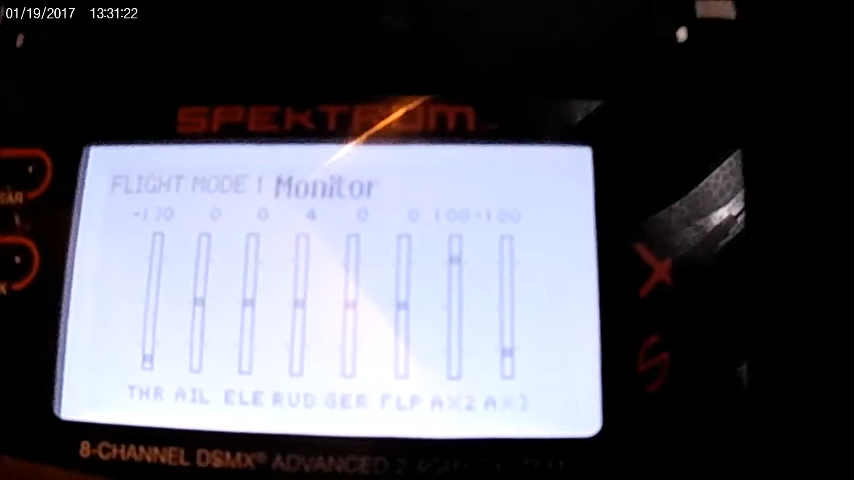 01/19/2017 13:31:22
SPEKTRUM
FLIGHT MODE 1 Monitor
0 0 4 0 0 100 -100
THR AIL ELE RUD GER FLP AX2 AX3
8-CHANNEL DSMX® ADVANCED